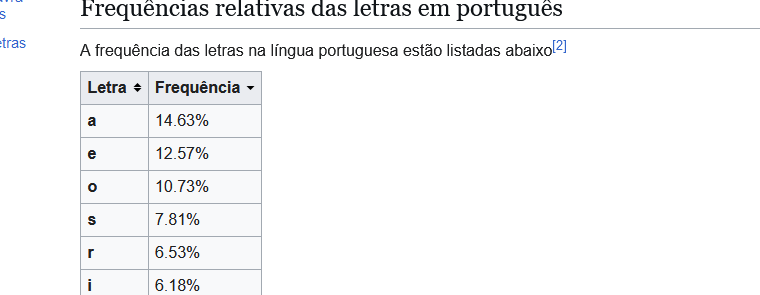 s
etras
Frequências relativas das letras em português
A frequência das letras na língua portuguesa estão listadas abaixo[2]
Letra Frequência
a 14.63%
e 12.57%
o 10.73%
s 7.81%
r 6.53%
i 6.18%